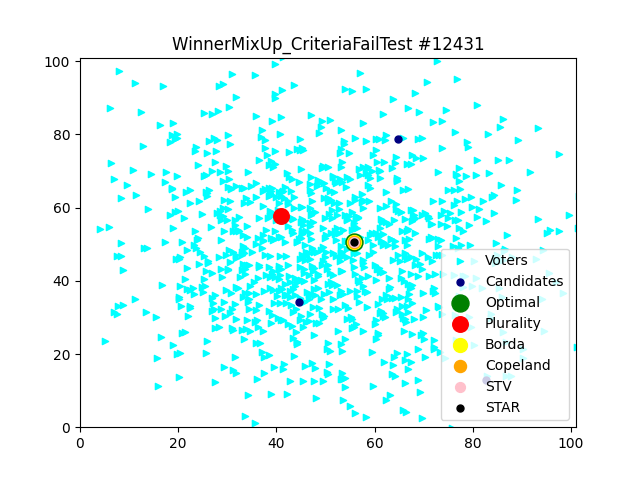 WinnerMixUp_CriteriaFailTest #12431
100
80
60
40
20
0
0
20
40
60
80
100
Voters
Candidates
Optimal
Plurality
Borda
Copeland
STV
STAR